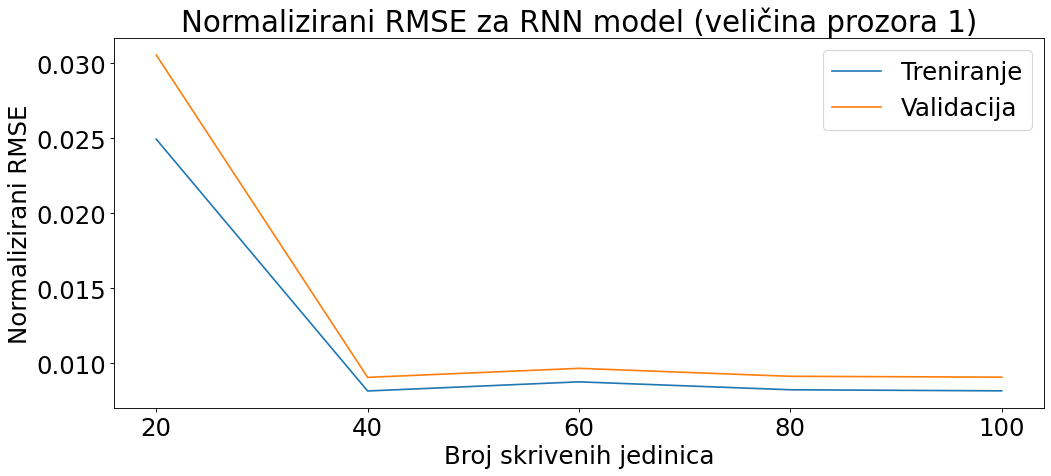 Normalizirani RMSE za RNN model (veličina prozora 1)
Treniranje
Validacija
Normalizirani RMSE
0.030
0.025
0.020
0.015
0.010
20 40 60 80 100
Broj skrivenih jedinica